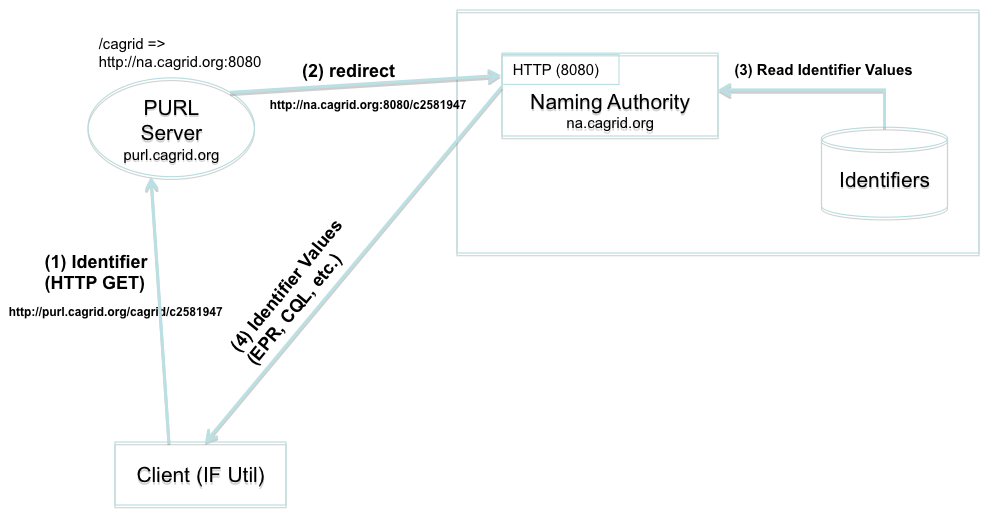 /cagrid =>
http://na.cagrid.org:8080
PURL
Server
purl.cagrid.org
(2) redirect
http://na.cagrid.org:8080/c2581947
HTTP (8080)
Naming Authority
na.cagrid.org
(3) Read Identifier Values
Identifiers
(1) Identifier
(HTTP GET)
http://purl.cagrid.org/cagrid/c2581947
(4) Identifier Values
(EPR, CQL, etc.)
Client (IF Util)